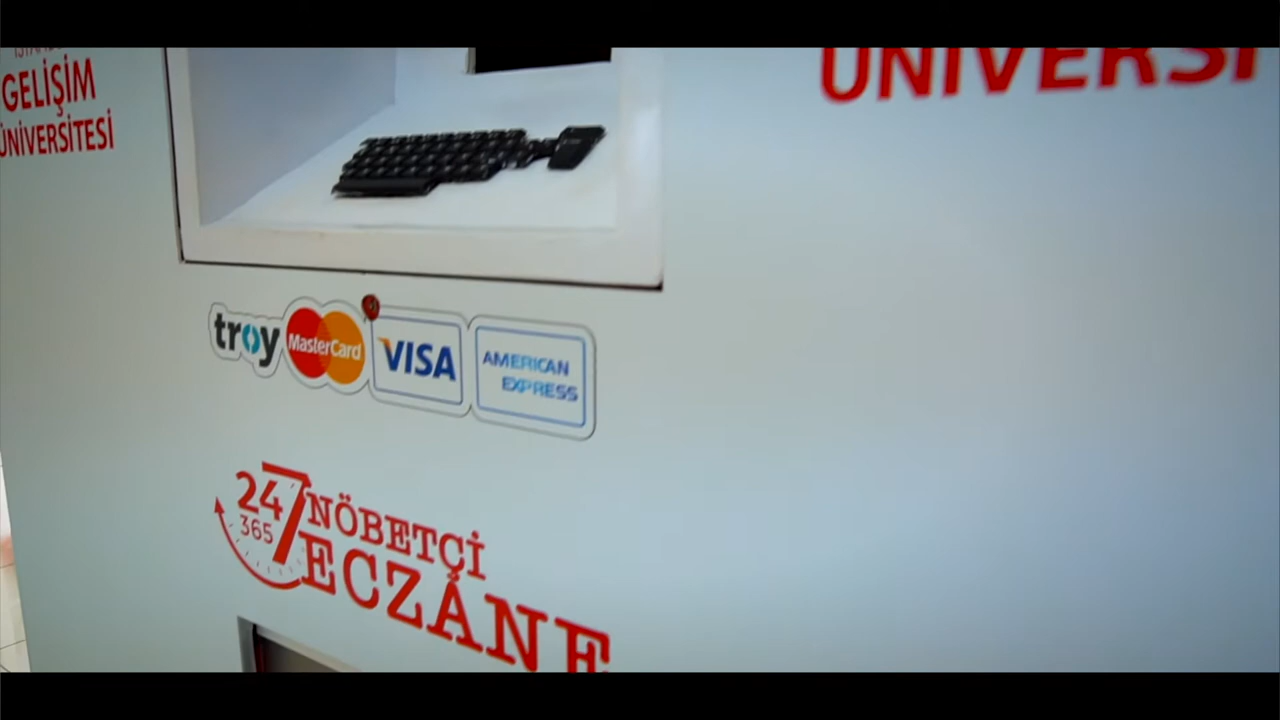 GELİŞİM
ÜNİVERSİTESİ
ÜNİVERSİ
troy
MasterCard
VISA
AMERICAN
EXPRESS
24
7
365
NÖBETÇİ
ECZANE